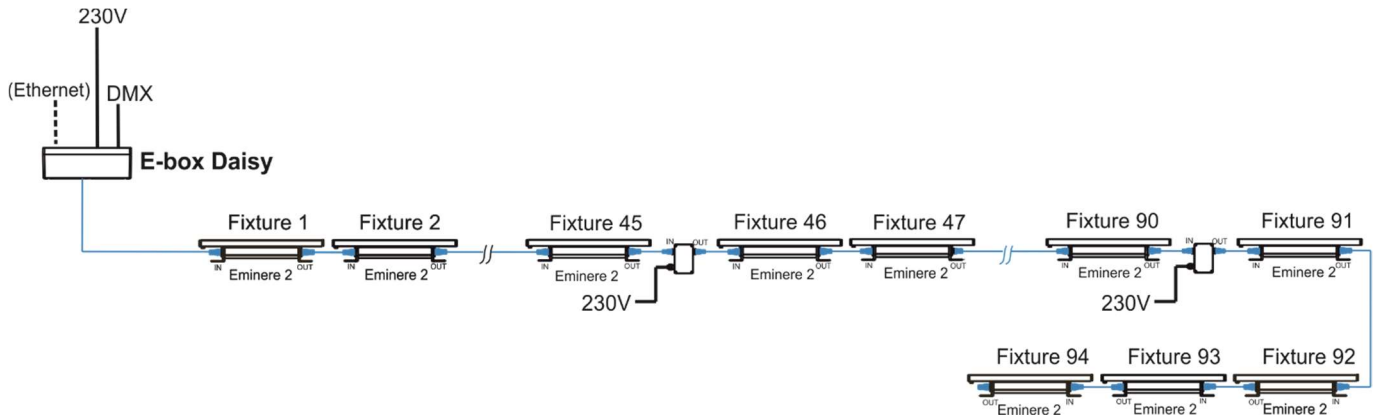 230V
(Ethernet) DMX
E-box Daisy
Fixture 1 Fixture 2 Fixture 45 Fixture 46 Fixture 47 Fixture 90 Fixture 91
IN OUT IN OUT IN OUT IN OUT IN OUT IN OUT IN OUT IN OUT IN OUT
Eminere 2 Eminere 2 Eminere 2 Eminere 2 Eminere 2 Eminere 2 Eminere 2
230V 230V
Fixture 94 Fixture 93 Fixture 92
OUT IN OUT IN OUT IN
Eminere 2 Eminere 2 Eminere 2